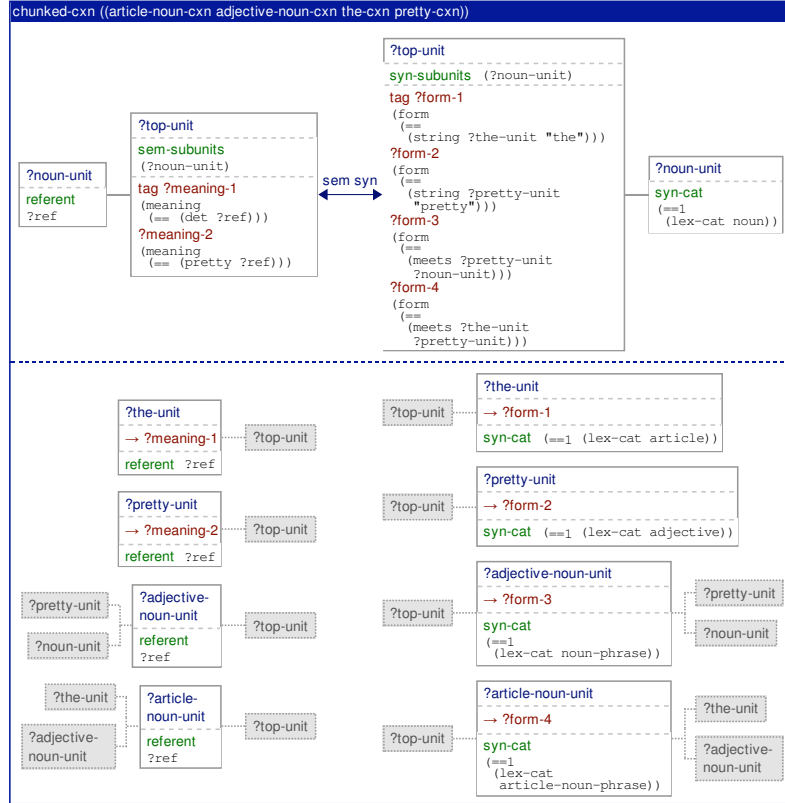 chunked-cxn ((article-noun-cxn adjective-noun-cxn the-cxn pretty-cxn))
?noun-unit
referent
?ref
?top-unit
sem-subunits
(?noun-unit)
tag ?meaning-1
(meaning
(== (det ?ref)))
?meaning-2
(meaning
(== (pretty ?ref)))
sem syn
?top-unit
syn-subunits (?noun-unit)
tag ?form-1
(form
(==
(string ?the-unit "the")))
?form-2
(form
(==
(string ?pretty-unit
"pretty")))
?form-3
(form
(==
(meets ?pretty-unit
?noun-unit)))
?form-4
(form
(==
(meets ?the-unit
?pretty-unit)))
?noun-unit
syn-cat
(==1
(lex-cat noun))
?the-unit
→ ?meaning-1
referent ?ref
?top-unit
?top-unit
?the-unit
→ ?form-1
syn-cat (==1 (lex-cat article))
?pretty-unit
→ ?meaning-2
referent ?ref
?top-unit
?top-unit
?pretty-unit
→ ?form-2
syn-cat (==1 (lex-cat adjective))
?pretty-unit
?noun-unit
?adjective-
noun-unit
referent
?ref
?top-unit
?top-unit
?adjective-noun-unit
→ ?form-3
syn-cat
(==1
(lex-cat noun-phrase))
?pretty-unit
?noun-unit
?the-unit
?adjective-
noun-unit
?article-
noun-unit
referent
?ref
?top-unit
?top-unit
?article-noun-unit
→ ?form-4
syn-cat
(==1
(lex-cat
article-noun-phrase))
?the-unit
?adjective-
noun-unit